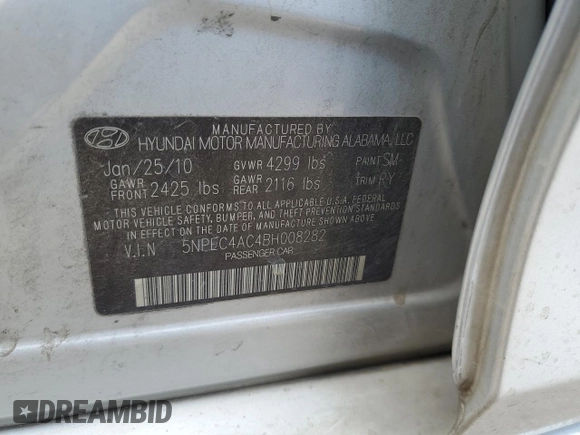 MANUFACTURED BY
HYUNDAI MOTOR MANUFACTURING ALABAMA, LLC
Jan/25/10 GVWR 4299 lbs PAINT SM
GAWR FRONT 2425 lbs GAWR REAR 2116 lbs TRIM RY
THIS VEHICLE CONFORMS TO ALL APPLICABLE U.S.A. FEDERAL
MOTOR VEHICLE SAFETY, BUMPER, AND THEFT PREVENTION STANDARDS
IN EFFECT ON THE DATE OF MANUFACTURE SHOWN ABOVE.
V.I.N 5NPEC4AC4BH008282
PASSENGER CAR
DREAMBID